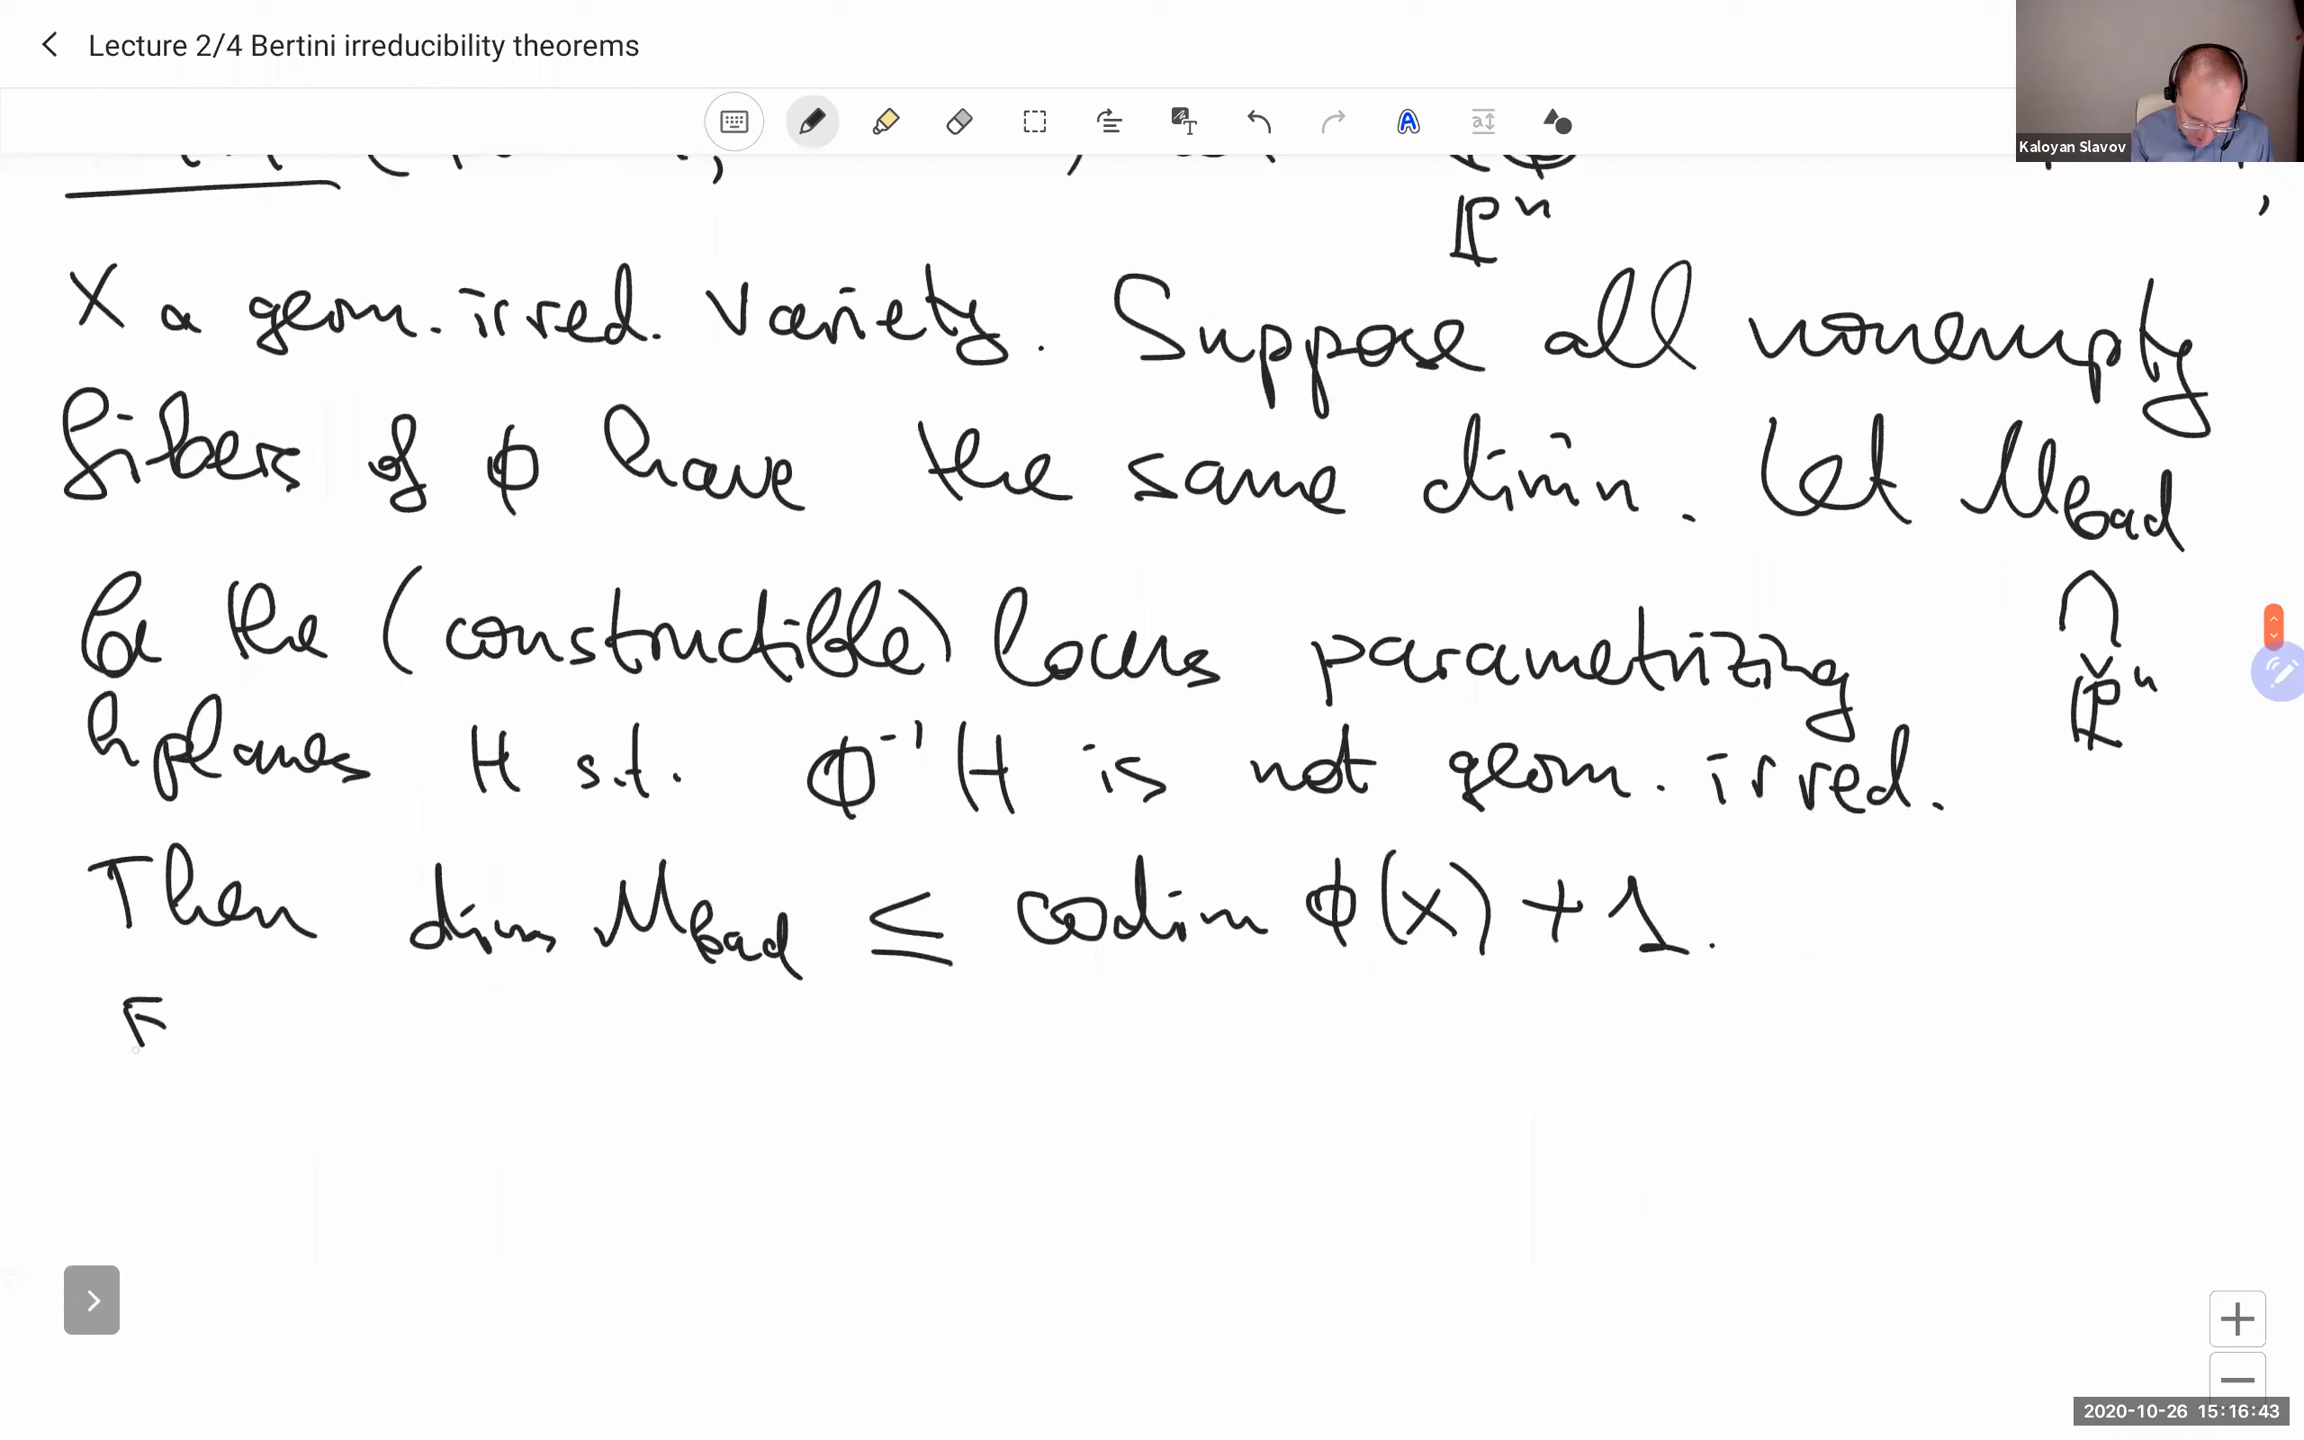 Lecture 2/4 Bertini irreducibility theorems
Kaloyan Slavov
ℙⁿ
X a geom. irred. variety. Suppose all nonempty
fibers of φ have the same dim'n. Let M_bad
∩
be the (constructible) locus parametrizing
ℙ̌ⁿ
hplanes H s.t. φ⁻¹H is not geom. irred.
Then dim M_bad ≤ codim φ(X) + 1.
F
2020-10-26 15:16:43